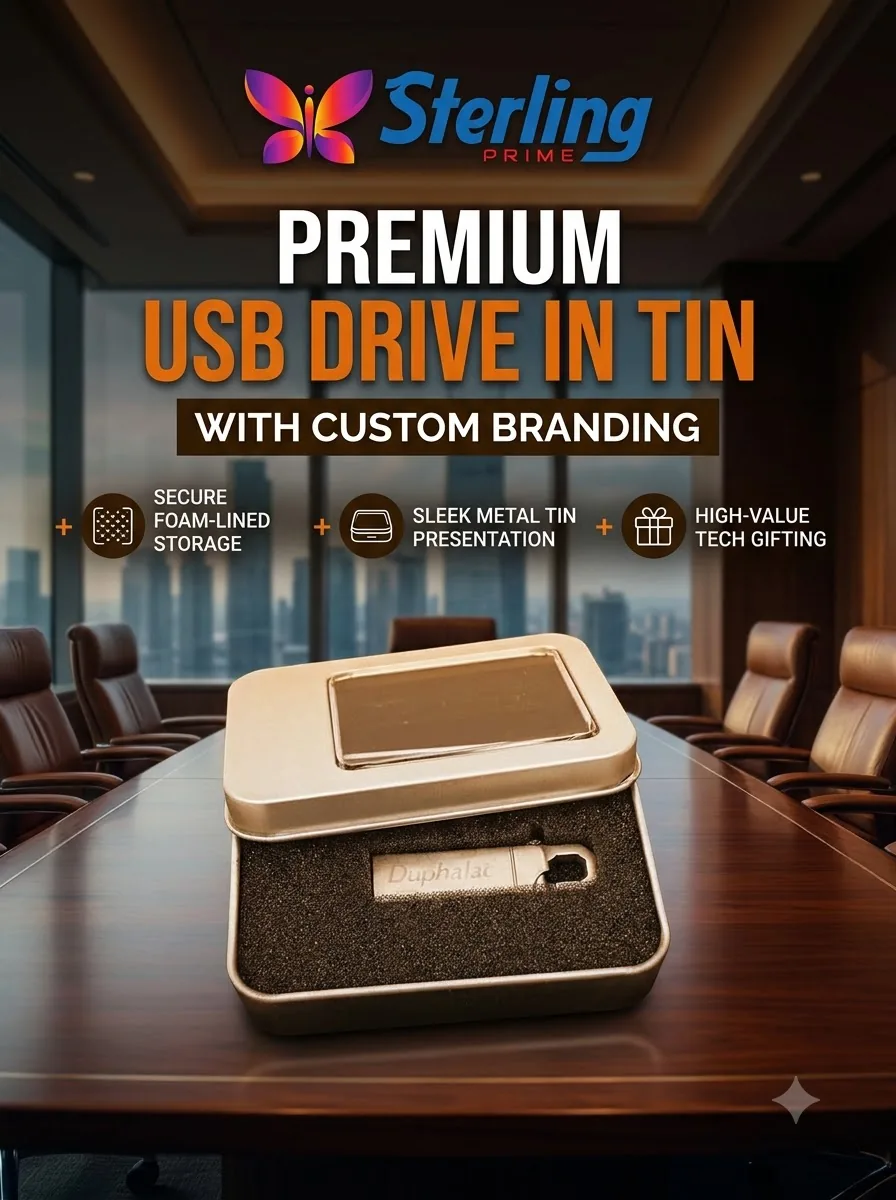 Sterling
PRIME
PREMIUM
USB DRIVE IN TIN
WITH CUSTOM BRANDING
+ SECURE
FOAM-LINED
STORAGE
+ SLEEK METAL TIN
PRESENTATION
+ HIGH-VALUE
TECH GIFTING
Duphalac